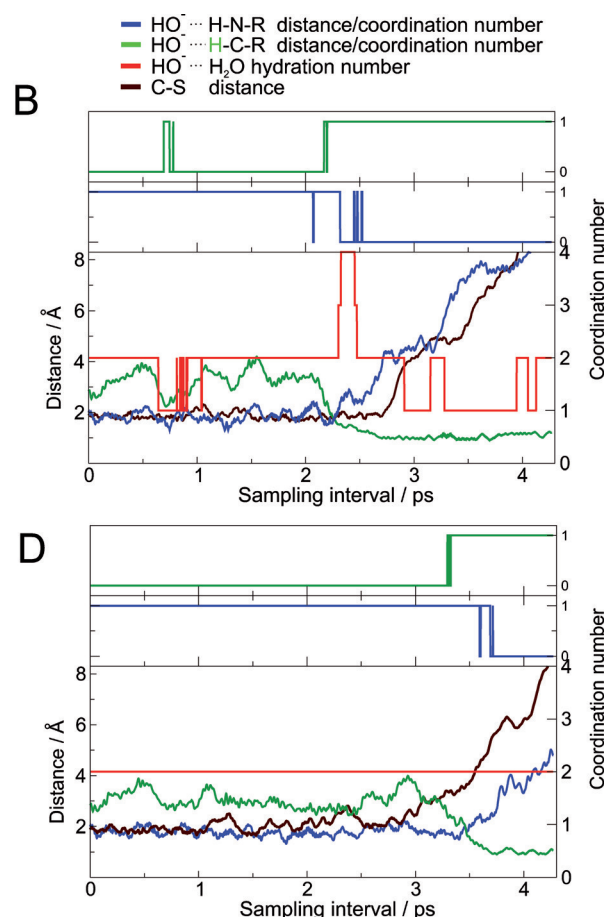 HO⁻ ··· H-N-R distance/coordination number
HO⁻ ··· H-C-R distance/coordination number
HO⁻ ··· H₂O hydration number
C-S distance
B
1
0
1
0
8
6
4
2
4
3
2
1
0
Distance / Å
Coordination number
0 1 2 3 4
Sampling interval / ps
D
1
0
1
0
8
6
4
2
4
3
2
1
0
Distance / Å
Coordination number
0 1 2 3 4
Sampling interval / ps